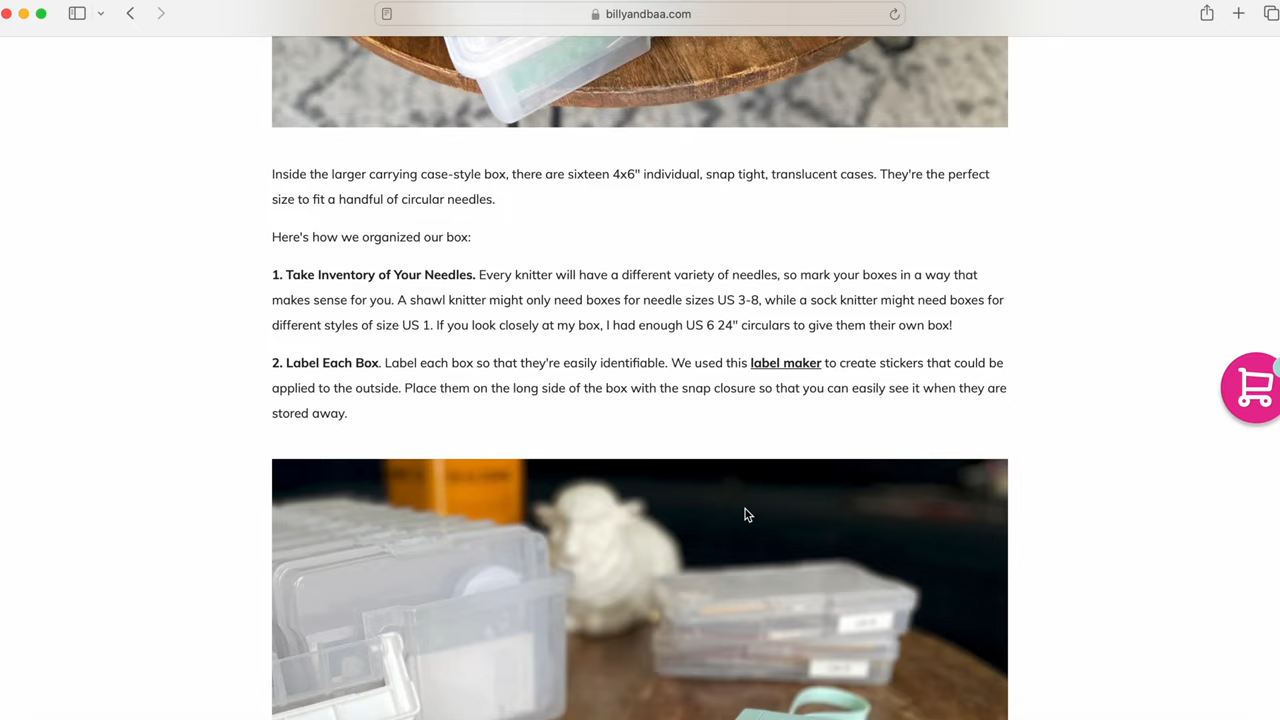 billyandbaa.com
Inside the larger carrying case-style box, there are sixteen 4x6" individual, snap tight, translucent cases. They're the perfect
size to fit a handful of circular needles.
Here's how we organized our box:
1. Take Inventory of Your Needles. Every knitter will have a different variety of needles, so mark your boxes in a way that
makes sense for you. A shawl knitter might only need boxes for needle sizes US 3-8, while a sock knitter might need boxes for
different styles of size US 1. If you look closely at my box, I had enough US 6 24" circulars to give them their own box!
2. Label Each Box. Label each box so that they're easily identifiable. We used this label maker to create stickers that could be
applied to the outside. Place them on the long side of the box with the snap closure so that you can easily see it when they are
stored away.